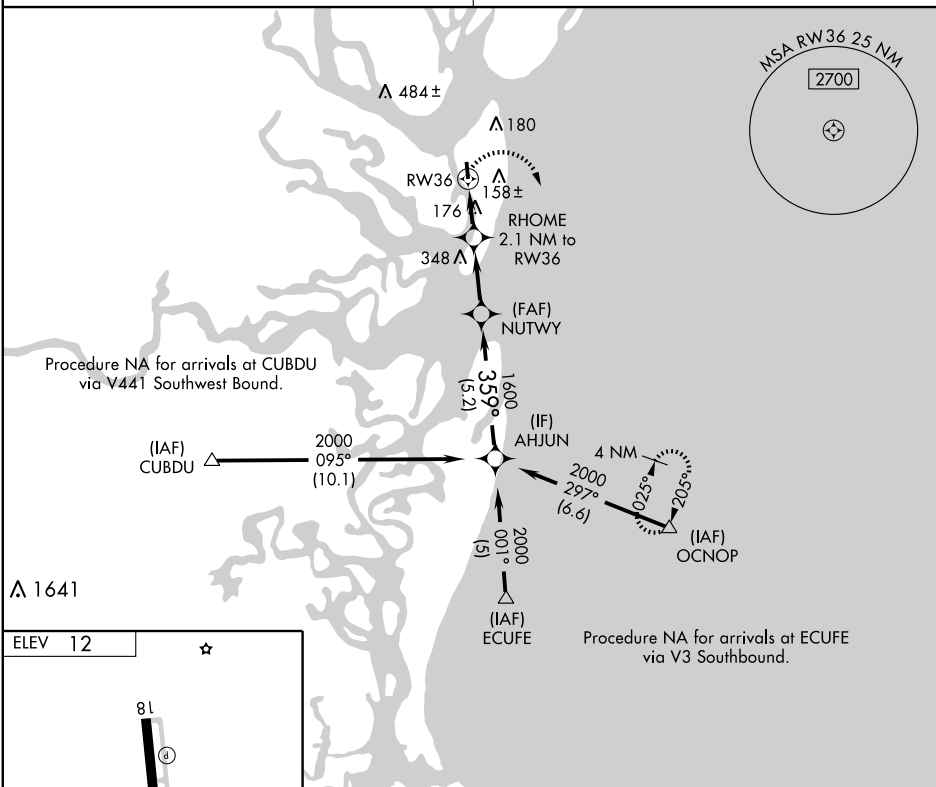 MSA RW36 25 NM
2700
484±
180
RW36
158±
176
RHOME
2.1 NM to
RW36
348
(FAF)
NUTWY
Procedure NA for arrivals at CUBDU
via V441 Southwest Bound.
1600
359°
(5.2)
(IF)
AHJUN
(IAF)
CUBDU
2000
095°
(10.1)
4 NM
2000
297°
(6.6)
025°
205°
(IAF)
OCNOP
2000
001°
(5)
(IAF)
ECUFE
1641
Procedure NA for arrivals at ECUFE
via V3 Southbound.
ELEV 12
18
P